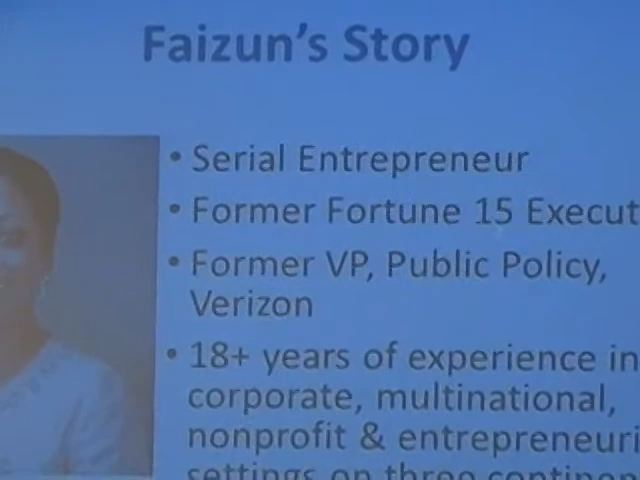 Faizun's Story
• Serial Entrepreneur
• Former Fortune 15 Execut
• Former VP, Public Policy,
Verizon
• 18+ years of experience in
corporate, multinational,
nonprofit & entrepreneuri
settings on three continen